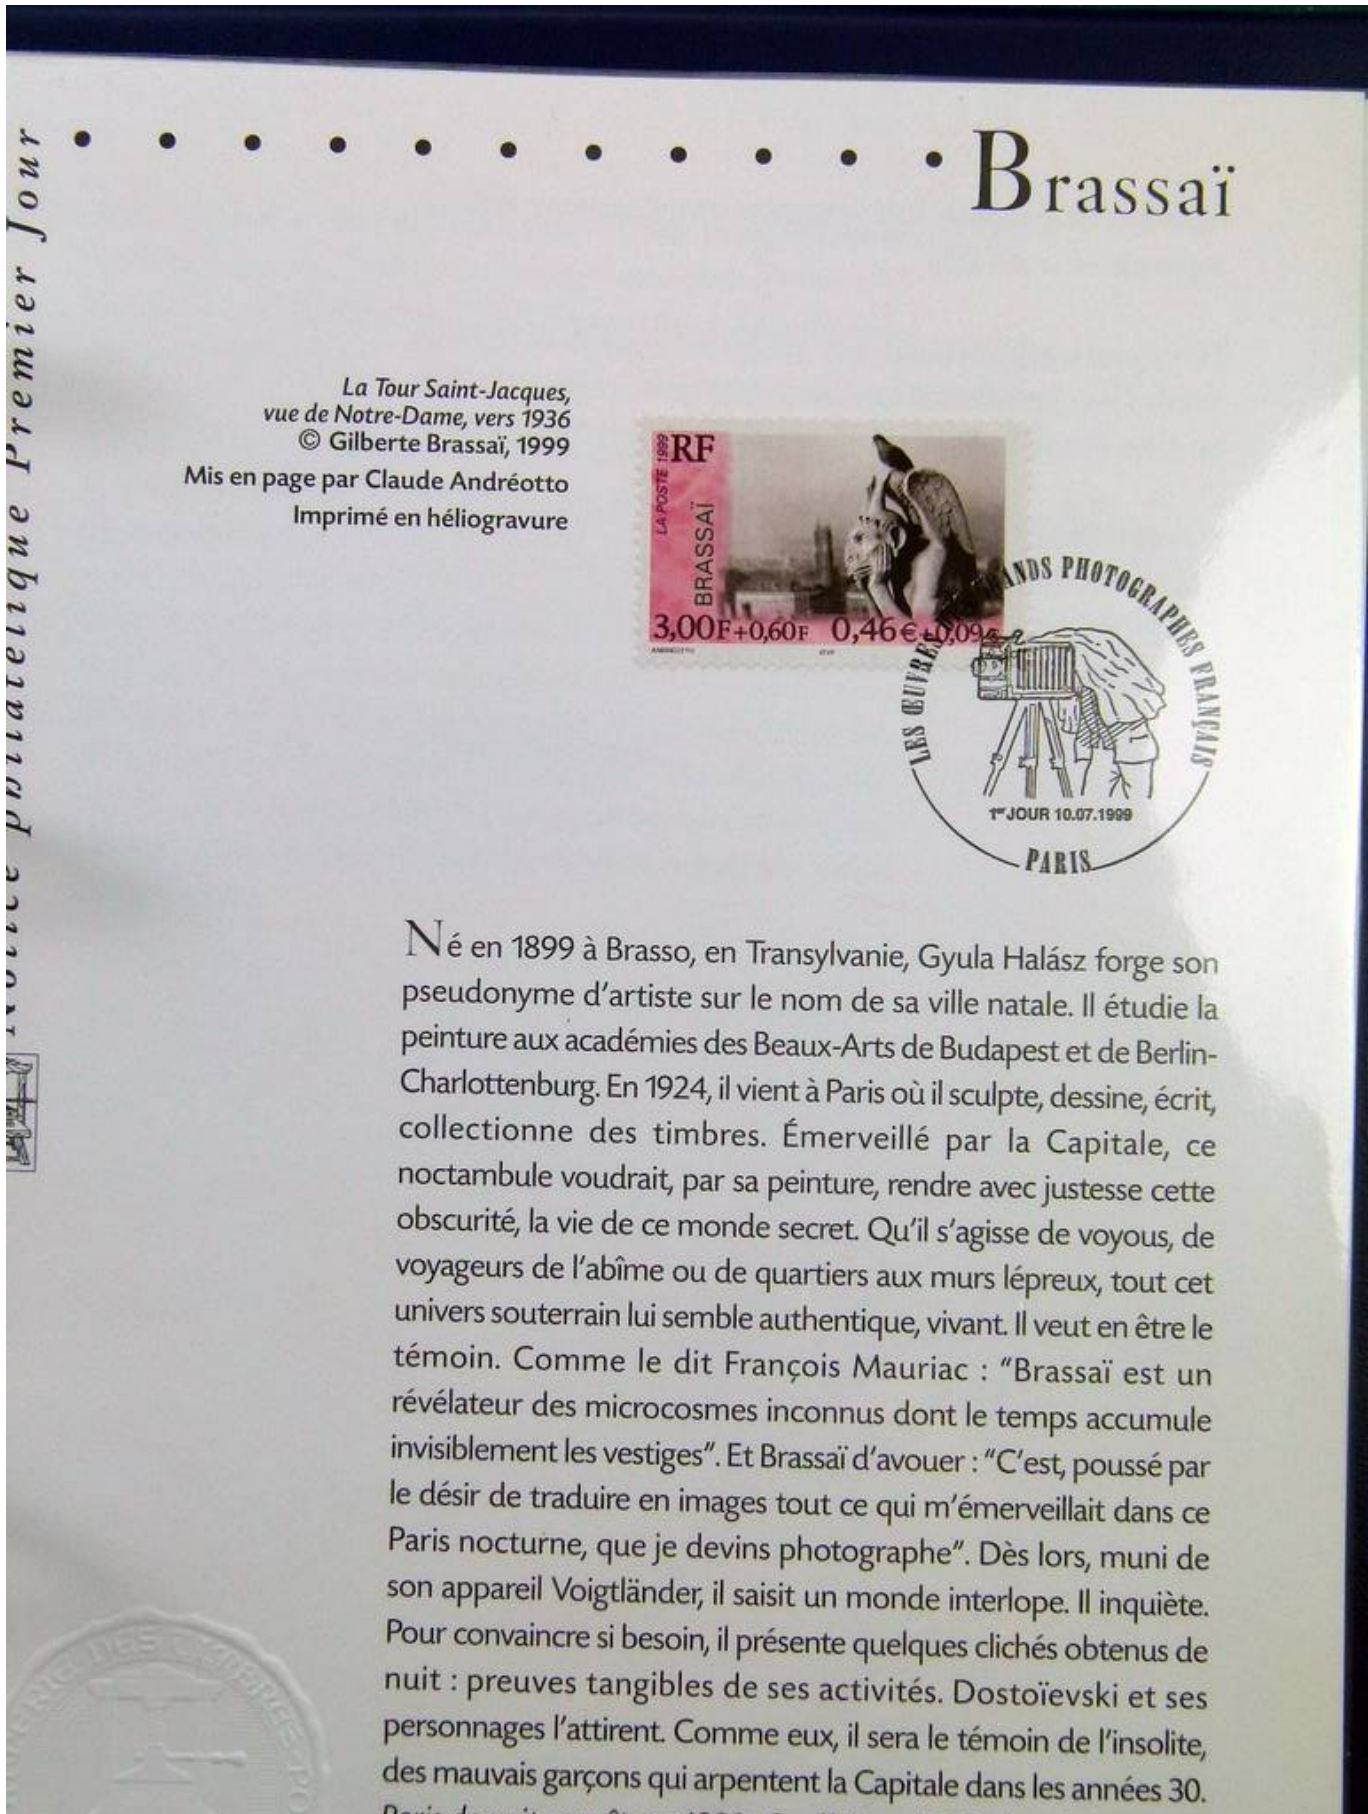 Brassaï
Notice philatélique Premier Jour
La Tour Saint-Jacques,
vue de Notre-Dame, vers 1936
© Gilberte Brassaï, 1999
Mis en page par Claude Andréotto
Imprimé en héliogravure
RF
LA POSTE 1999
BRASSAÏ
3,00F+0,60F 0,46€+0,09€
ANDRÉOTTO
LES ŒUVRES GRANDS PHOTOGRAPHES FRANÇAIS
1er JOUR 10.07.1999
PARIS
Né en 1899 à Brasso, en Transylvanie, Gyula Halász forge son
pseudonyme d'artiste sur le nom de sa ville natale. Il étudie la
peinture aux académies des Beaux-Arts de Budapest et de Berlin-
Charlottenburg. En 1924, il vient à Paris où il sculpte, dessine, écrit,
collectionne des timbres. Émerveillé par la Capitale, ce
noctambule voudrait, par sa peinture, rendre avec justesse cette
obscurité, la vie de ce monde secret. Qu'il s'agisse de voyous, de
voyageurs de l'abîme ou de quartiers aux murs lépreux, tout cet
univers souterrain lui semble authentique, vivant. Il veut en être le
témoin. Comme le dit François Mauriac : "Brassaï est un
révélateur des microcosmes inconnus dont le temps accumule
invisiblement les vestiges". Et Brassaï d'avouer : "C'est, poussé par
le désir de traduire en images tout ce qui m'émerveillait dans ce
Paris nocturne, que je devins photographe". Dès lors, muni de
son appareil Voigtländer, il saisit un monde interlope. Il inquiète.
Pour convaincre si besoin, il présente quelques clichés obtenus de
nuit : preuves tangibles de ses activités. Dostoïevski et ses
personnages l'attirent. Comme eux, il sera le témoin de l'insolite,
des mauvais garçons qui arpentent la Capitale dans les années 30.
DES TIMBRES-PO